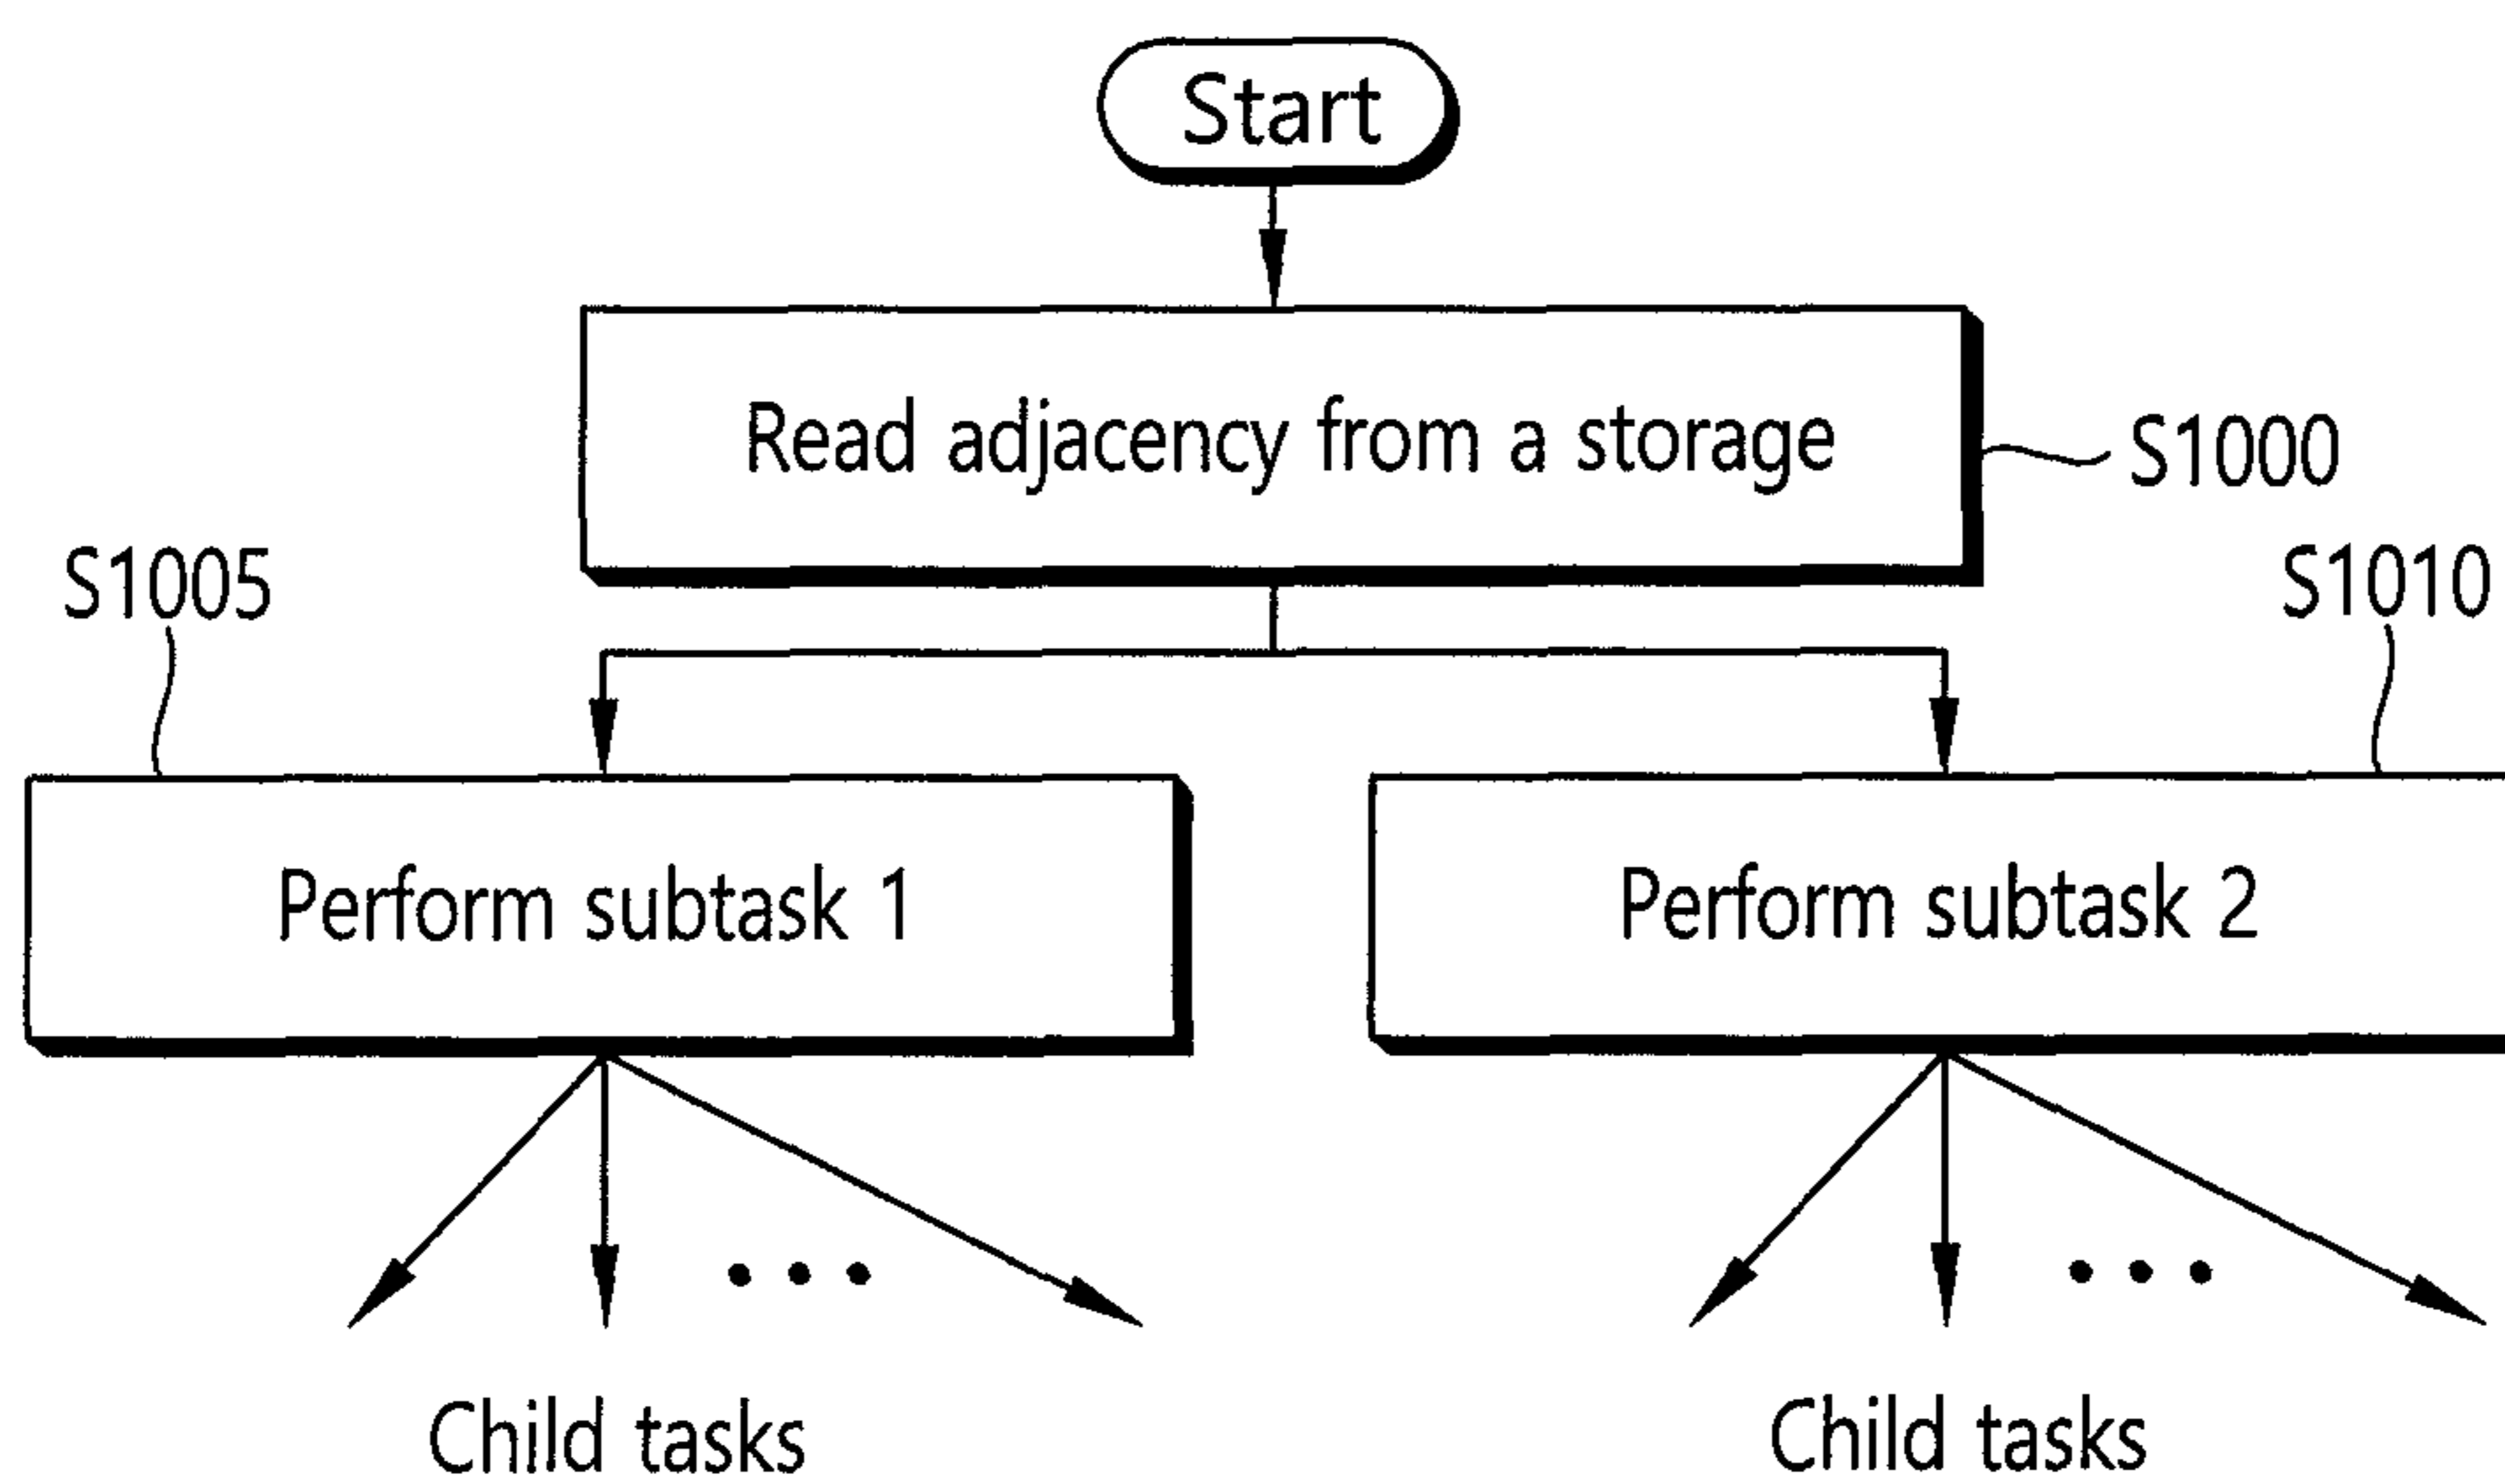 Start
Read adjacency from a storage
S1000
S1005
S1010
Perform subtask 1
Perform subtask 2
Child tasks
Child tasks